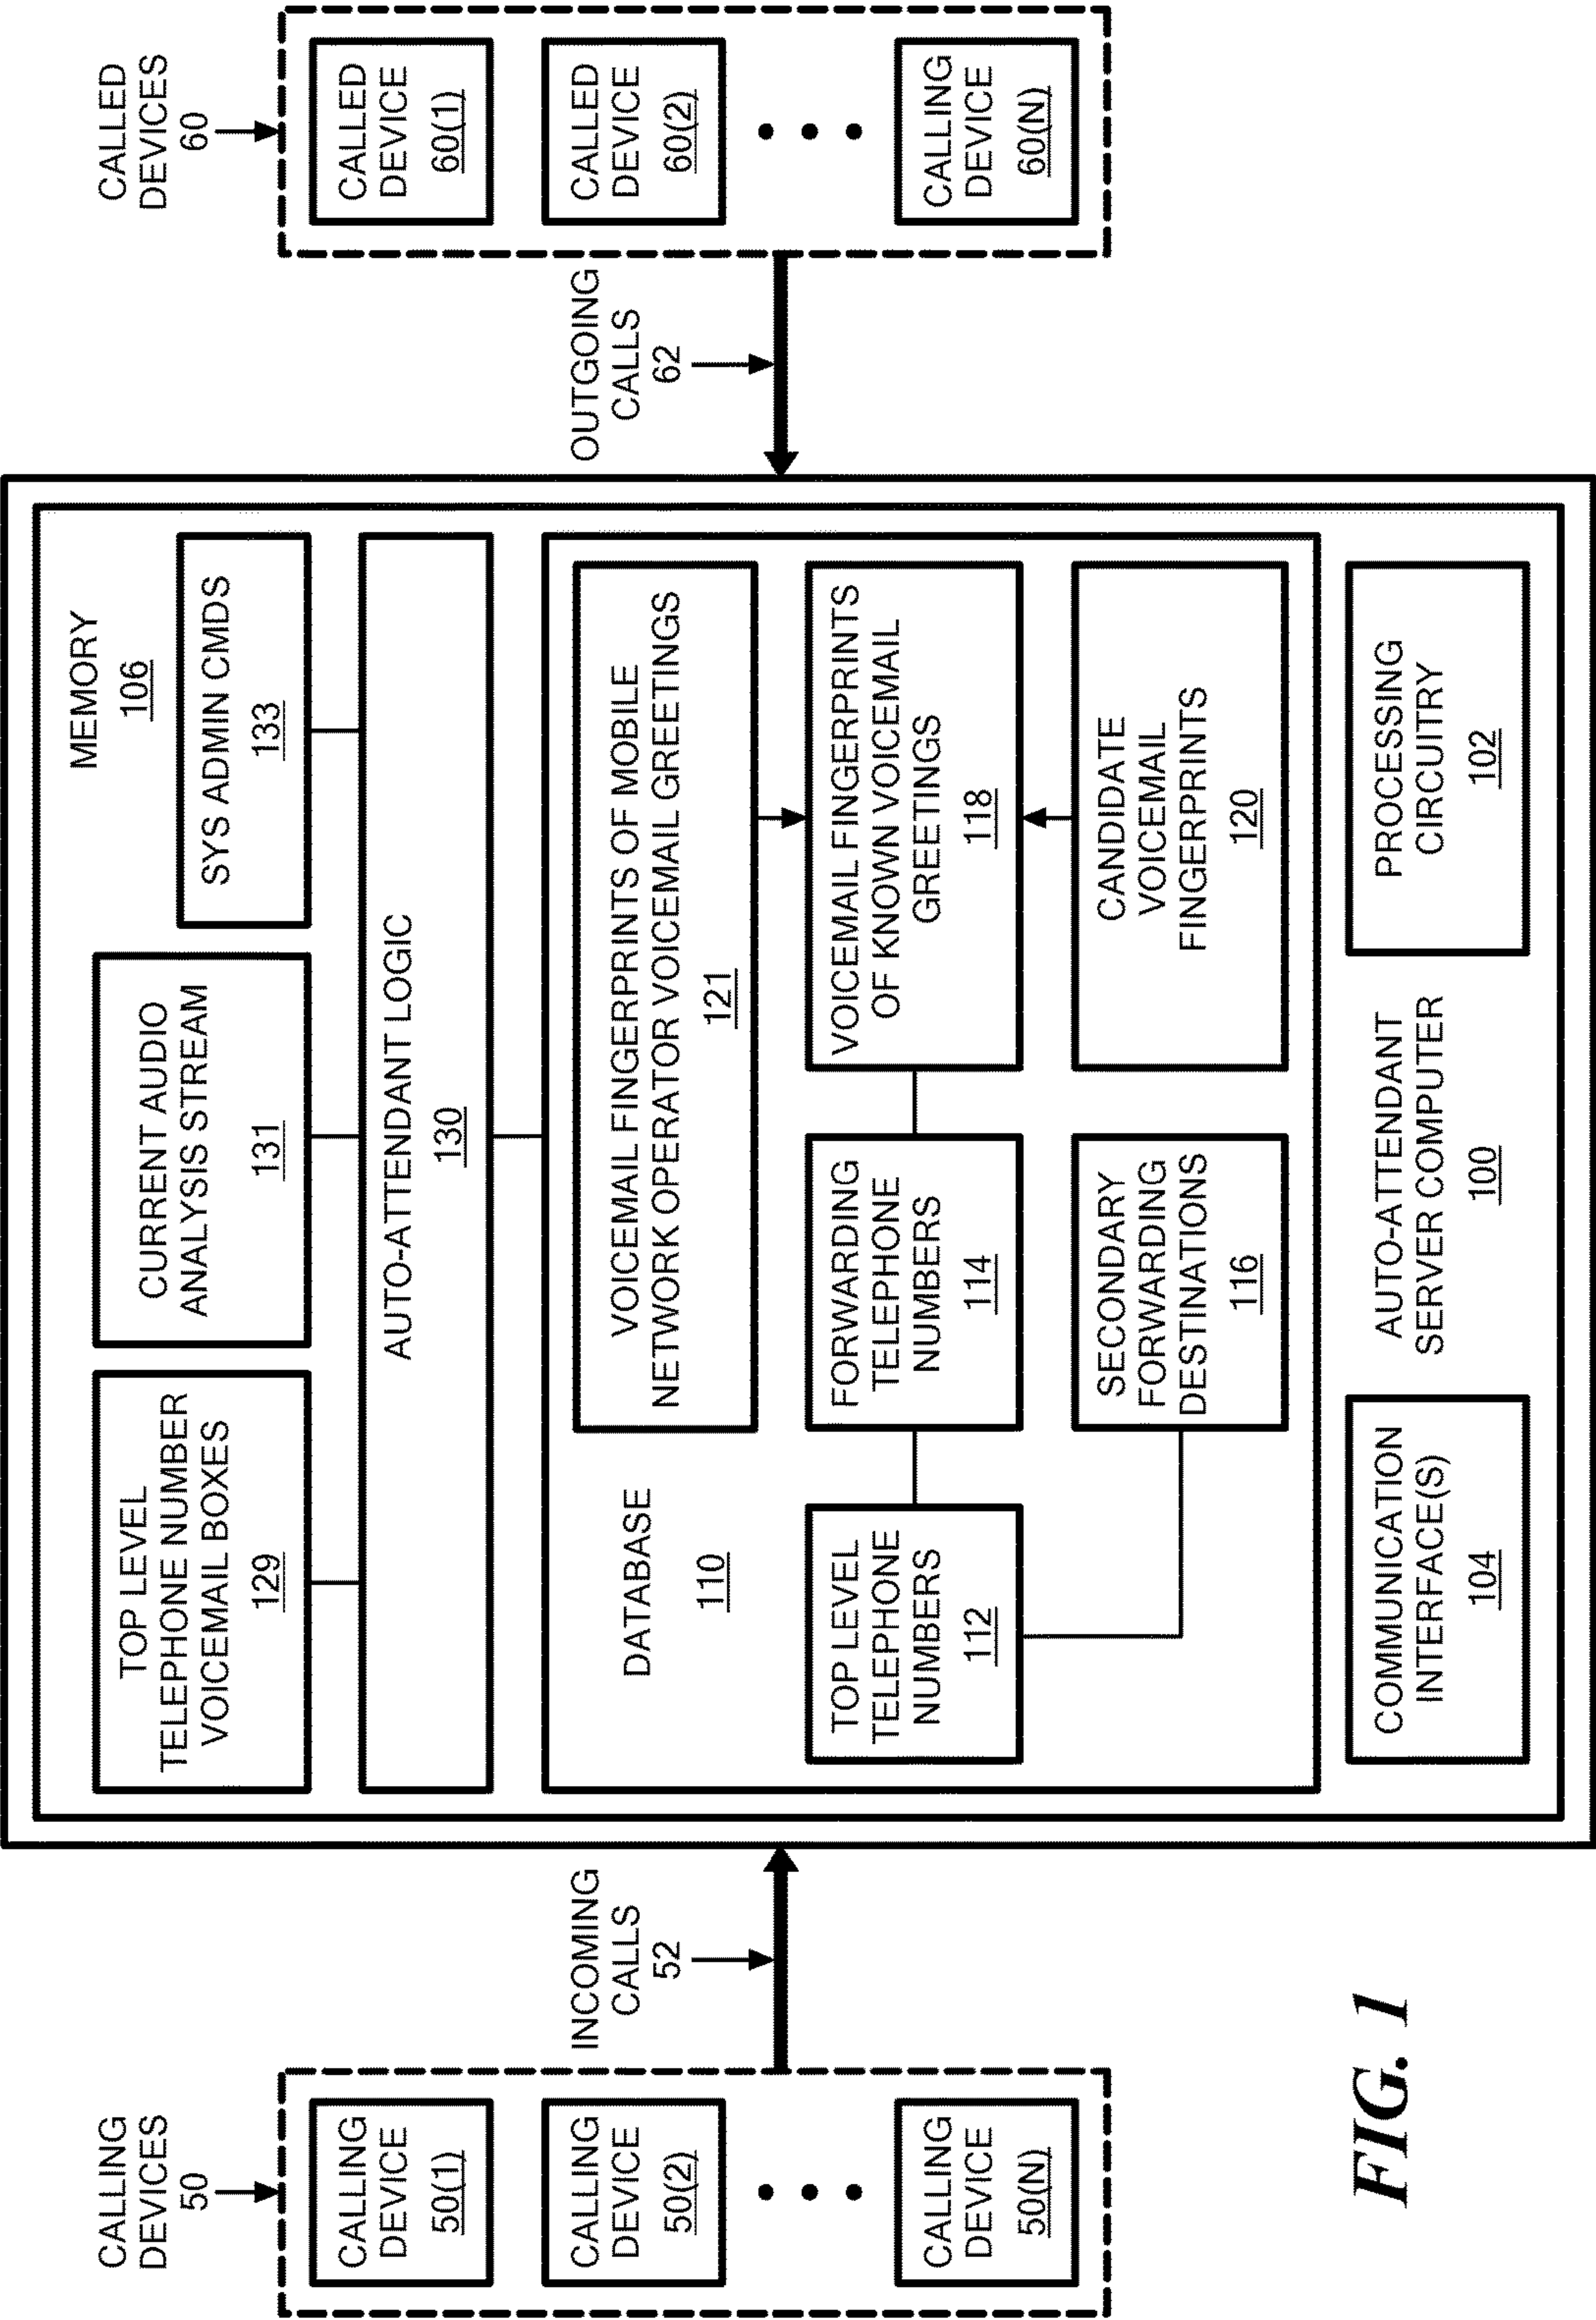 CALLING
DEVICES
50
CALLING
DEVICE
50(1)
CALLING
DEVICE
50(2)
CALLING
DEVICE
50(N)
INCOMING
CALLS
52
MEMORY
106
TOP LEVEL
TELEPHONE NUMBER
VOICEMAIL BOXES
129
CURRENT AUDIO
ANALYSIS STREAM
131
SYS ADMIN CMDS
133
AUTO-ATTENDANT LOGIC
130
DATABASE
110
VOICEMAIL FINGERPRINTS OF MOBILE
NETWORK OPERATOR VOICEMAIL GREETINGS
121
TOP LEVEL
TELEPHONE
NUMBERS
112
FORWARDING
TELEPHONE
NUMBERS
114
VOICEMAIL FINGERPRINTS
OF KNOWN VOICEMAIL
GREETINGS
118
SECONDARY
FORWARDING
DESTINATIONS
116
CANDIDATE
VOICEMAIL
FINGERPRINTS
120
COMMUNICATION
INTERFACE(S)
104
AUTO-ATTENDANT
SERVER COMPUTER
100
PROCESSING
CIRCUITRY
102
OUTGOING
CALLS
62
CALLED
DEVICES
60
CALLED
DEVICE
60(1)
CALLED
DEVICE
60(2)
CALLING
DEVICE
60(N)
FIG. 1